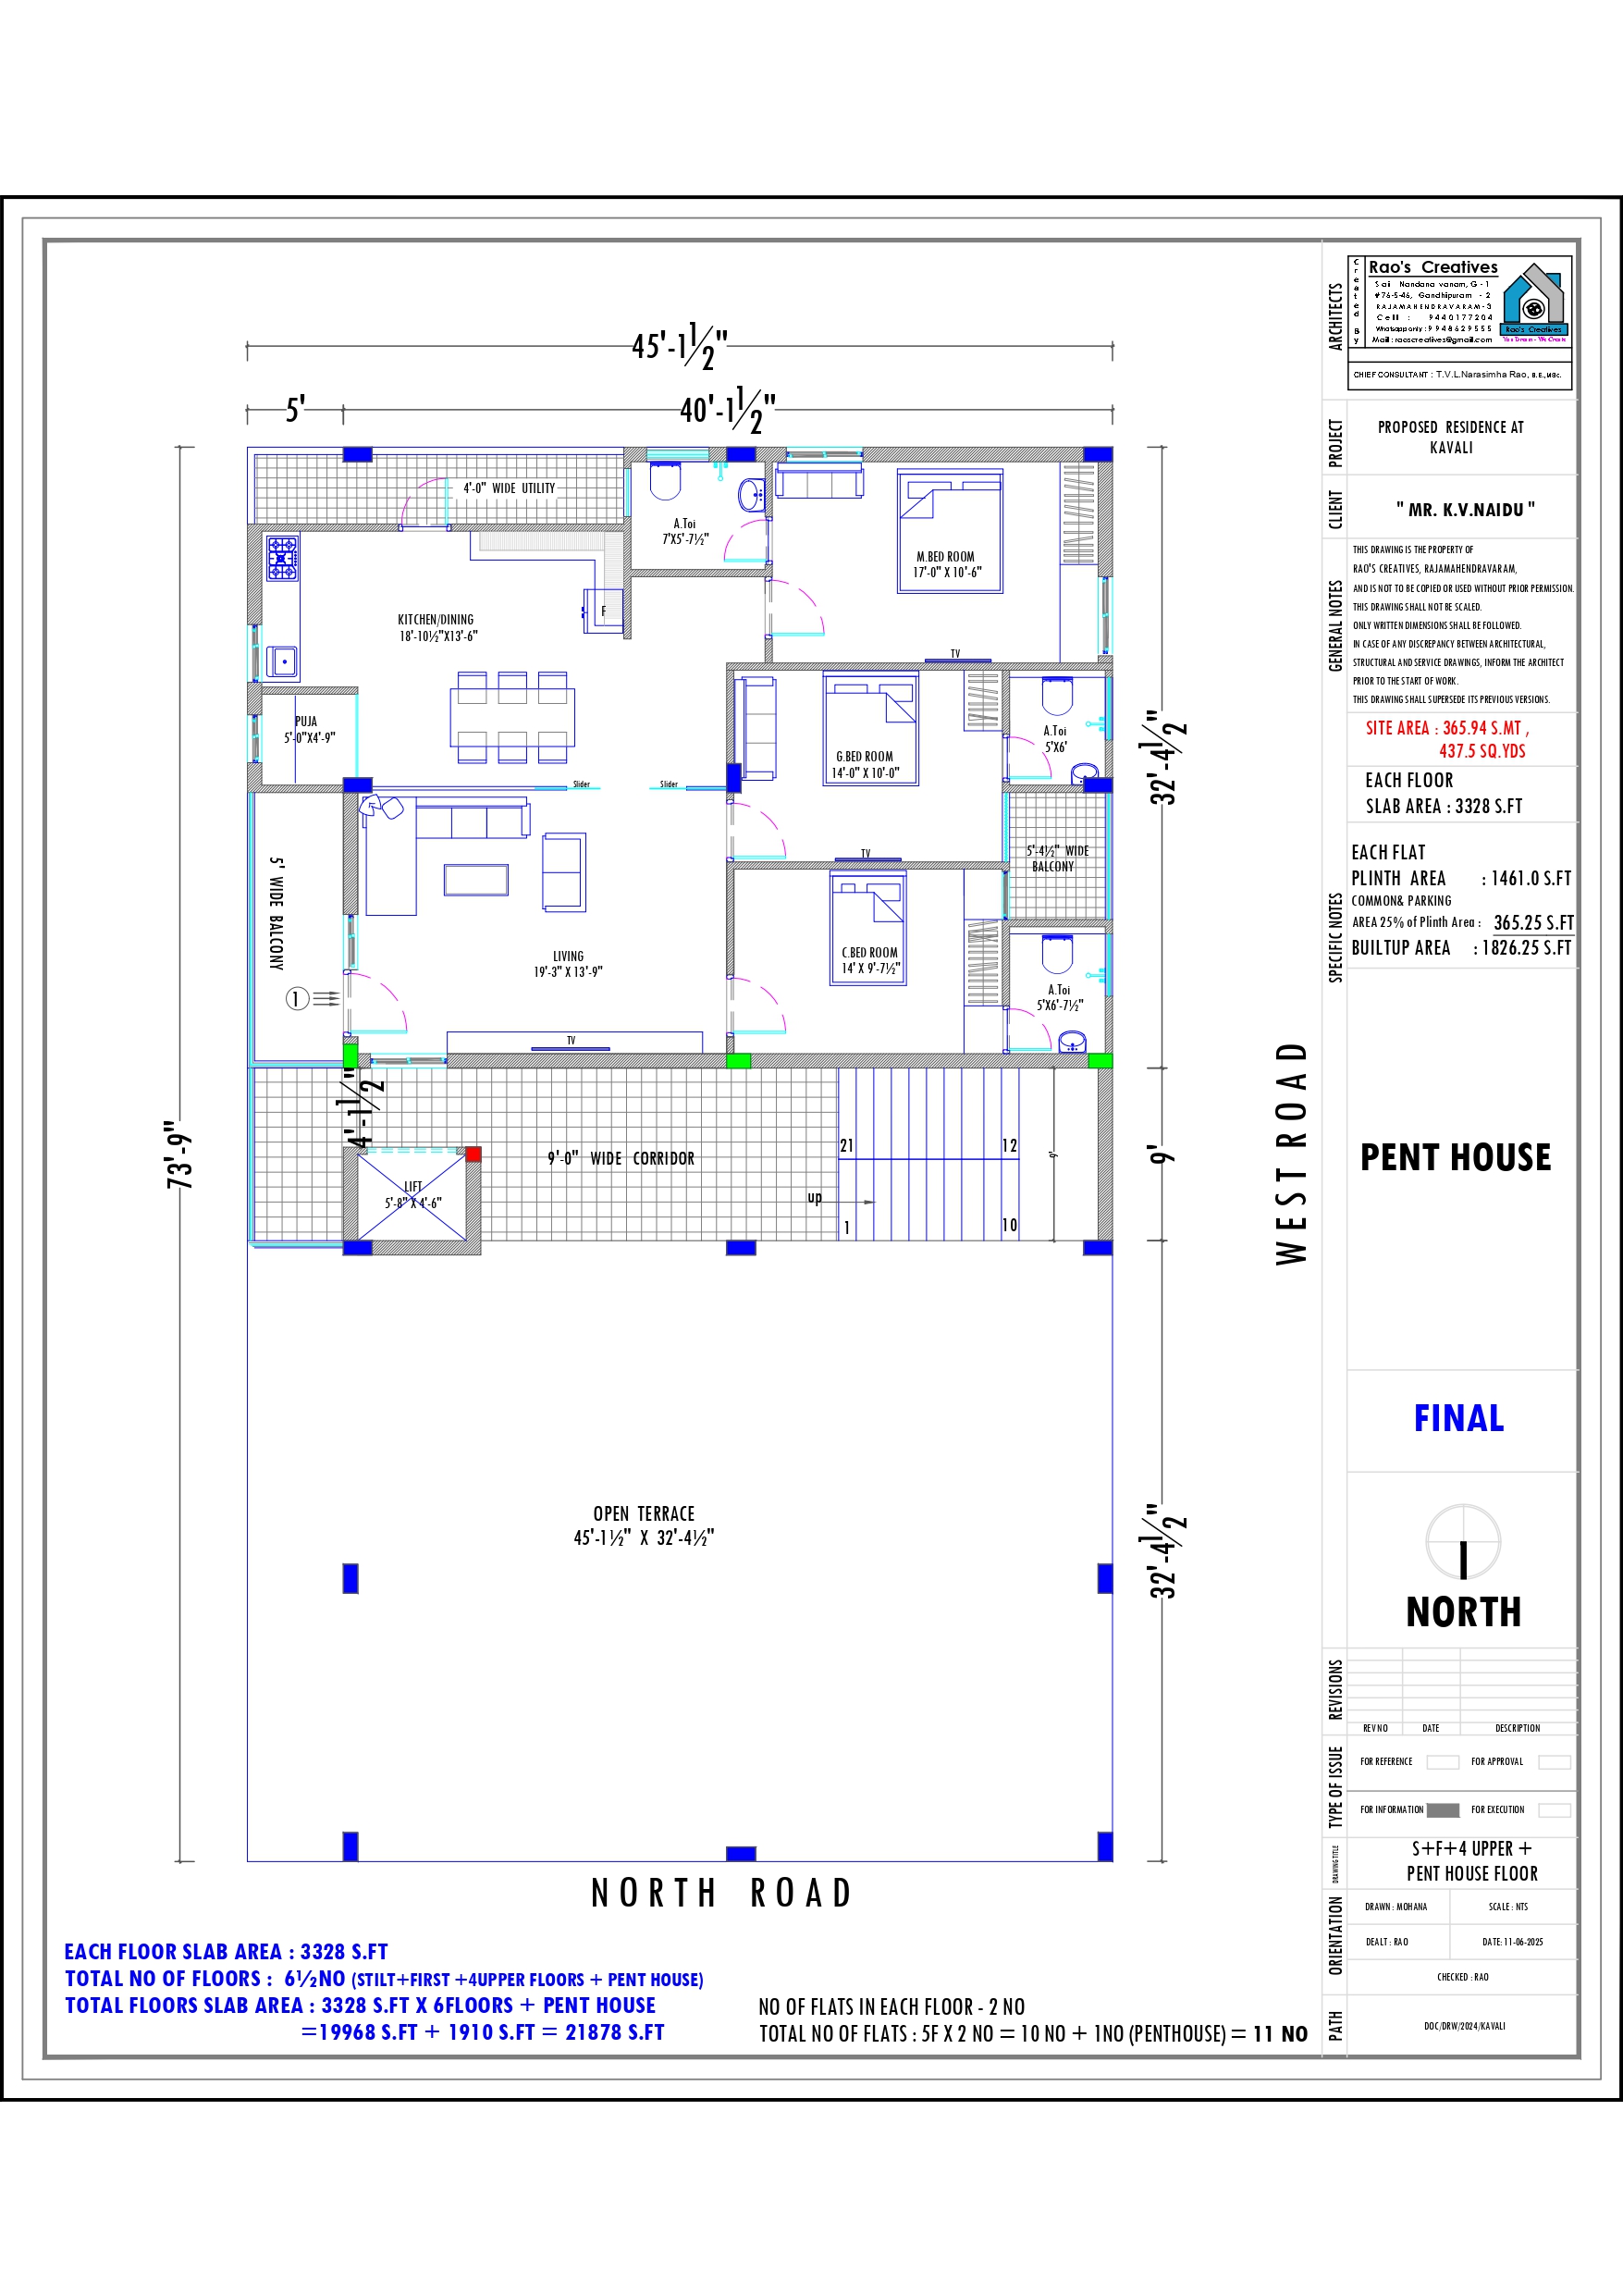 45'-1½"
5'
40'-1½"
4'-0" WIDE UTILITY
A.Toi
7'X5'-7½"
M.BED ROOM
17'-0" X 10'-6"
KITCHEN/DINING
18'-10½"X13'-6"
F
TV
PUJA
5'-0"X4'-9"
G.BED ROOM
14'-0" X 10'-0"
A.Toi
5'X6'
32'-4½"
Slider
Slider
TV
5'-4½" WIDE
BALCONY
5' WIDE BALCONY
LIVING
19'-3" X 13'-9"
C.BED ROOM
14' X 9'-7½"
A.Toi
5'X6'-7½"
1
TV
4'-1½"
73'-9"
9'-0" WIDE CORRIDOR
LIFT
5'-8" X 4'-6"
21
12
up
1
10
9'
9'
WEST ROAD
OPEN TERRACE
45'-1½" X 32'-4½"
32'-4½"
NORTH ROAD
EACH FLOOR SLAB AREA : 3328 S.FT
TOTAL NO OF FLOORS : 6½NO (STILT+FIRST +4UPPER FLOORS + PENT HOUSE)
TOTAL FLOORS SLAB AREA : 3328 S.FT X 6FLOORS + PENT HOUSE
=19968 S.FT + 1910 S.FT = 21878 S.FT
NO OF FLATS IN EACH FLOOR - 2 NO
TOTAL NO OF FLATS : 5F X 2 NO = 10 NO + 1NO (PENTHOUSE) = 11 NO
ARCHITECTS
Created By
Rao's Creatives
Sai Nandana vanam, G - 1
#76-5-46, Gandhipuram - 2
RAJAMAHENDRAVARAM-3
Cell : 9440177204
Whatsapp only : 9948629555
Mail : raoscreatives@gmail.com
Rao's Creatives
You Dream - We Create
CHIEF CONSULTANT : T.V.L.Narasimha Rao, B.E.,MSc.
PROJECT
PROPOSED RESIDENCE AT
KAVALI
CLIENT
" MR. K.V.NAIDU "
GENERAL NOTES
THIS DRAWING IS THE PROPERTY OF
RAO'S CREATIVES, RAJAMAHENDRAVARAM,
AND IS NOT TO BE COPIED OR USED WITHOUT PRIOR PERMISSION.
THIS DRAWING SHALL NOT BE SCALED.
ONLY WRITTEN DIMENSIONS SHALL BE FOLLOWED.
IN CASE OF ANY DISCREPANCY BETWEEN ARCHITECTURAL,
STRUCTURAL AND SERVICE DRAWINGS, INFORM THE ARCHITECT
PRIOR TO THE START OF WORK.
THIS DRAWING SHALL SUPERSEDE ITS PREVIOUS VERSIONS.
SPECIFIC NOTES
SITE AREA : 365.94 S.MT ,
437.5 SQ.YDS
EACH FLOOR
SLAB AREA : 3328 S.FT
EACH FLAT
PLINTH AREA : 1461.0 S.FT
COMMON& PARKING
AREA 25% of Plinth Area : 365.25 S.FT
BUILTUP AREA : 1826.25 S.FT
PENT HOUSE
FINAL
NORTH
REVISIONS
REV NO DATE DESCRIPTION
TYPE OF ISSUE
FOR REFERENCE FOR APPROVAL
FOR INFORMATION FOR EXECUTION
DRAWING TITLE
S+F+4 UPPER +
PENT HOUSE FLOOR
ORIENTATION
DRAWN : MOHANA SCALE : NTS
DEALT : RAO DATE: 11-06-2025
CHECKED : RAO
PATH
DOC/DRW/2024/KAVALI